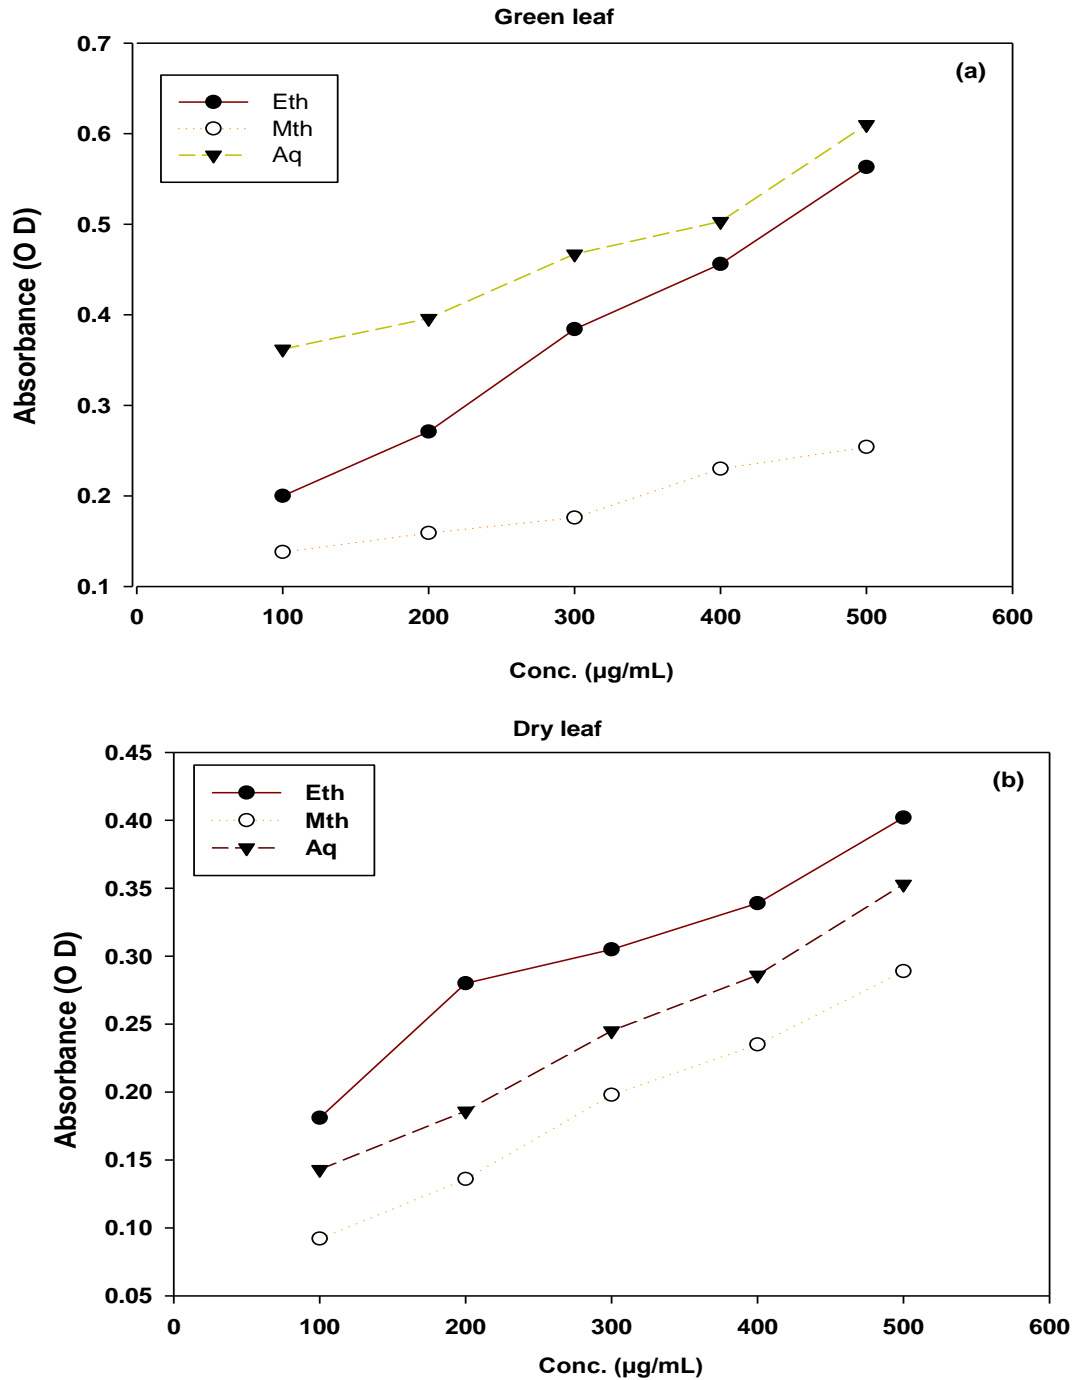 Green leaf
(a)
Eth
Mth
Aq
Absorbance (O D)
0.7
0.6
0.5
0.4
0.3
0.2
0.1
0 100 200 300 400 500 600
Conc. (µg/mL)
Dry leaf
(b)
Eth
Mth
Aq
Absorbance (O D)
0.45
0.40
0.35
0.30
0.25
0.20
0.15
0.10
0.05
0 100 200 300 400 500 600
Conc. (µg/mL)